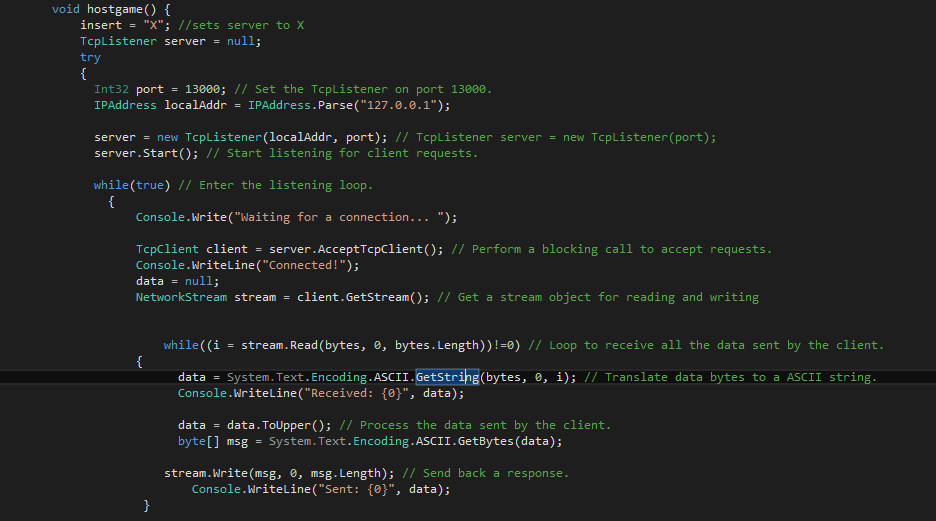 void hostgame() {
insert = "X"; //sets server to X
TcpListener server = null;
try
{
Int32 port = 13000; // Set the TcpListener on port 13000.
IPAddress localAddr = IPAddress.Parse("127.0.0.1");
server = new TcpListener(localAddr, port); // TcpListener server = new TcpListener(port);
server.Start(); // Start listening for client requests.
while(true) // Enter the listening loop.
{
Console.Write("Waiting for a connection... ");
TcpClient client = server.AcceptTcpClient(); // Perform a blocking call to accept requests.
Console.WriteLine("Connected!");
data = null;
NetworkStream stream = client.GetStream(); // Get a stream object for reading and writing
while((i = stream.Read(bytes, 0, bytes.Length))!=0) // Loop to receive all the data sent by the client.
{
data = System.Text.Encoding.ASCII.GetString(bytes, 0, i); // Translate data bytes to a ASCII string.
Console.WriteLine("Received: {0}", data);
data = data.ToUpper(); // Process the data sent by the client.
byte[] msg = System.Text.Encoding.ASCII.GetBytes(data);
stream.Write(msg, 0, msg.Length); // Send back a response.
Console.WriteLine("Sent: {0}", data);
}